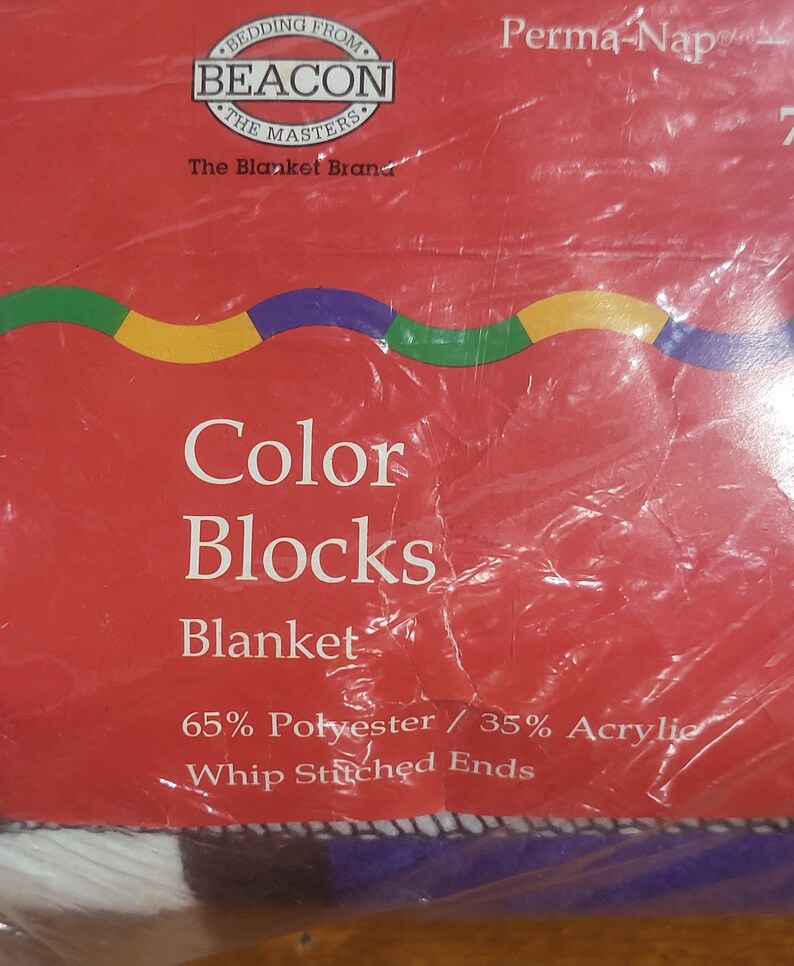 BEDDING FROM
BEACON
THE MASTERS
The Blanket Brand
Perma-Nap® —
7
Color
Blocks
Blanket
65% Polyester / 35% Acrylic
Whip Stitched Ends